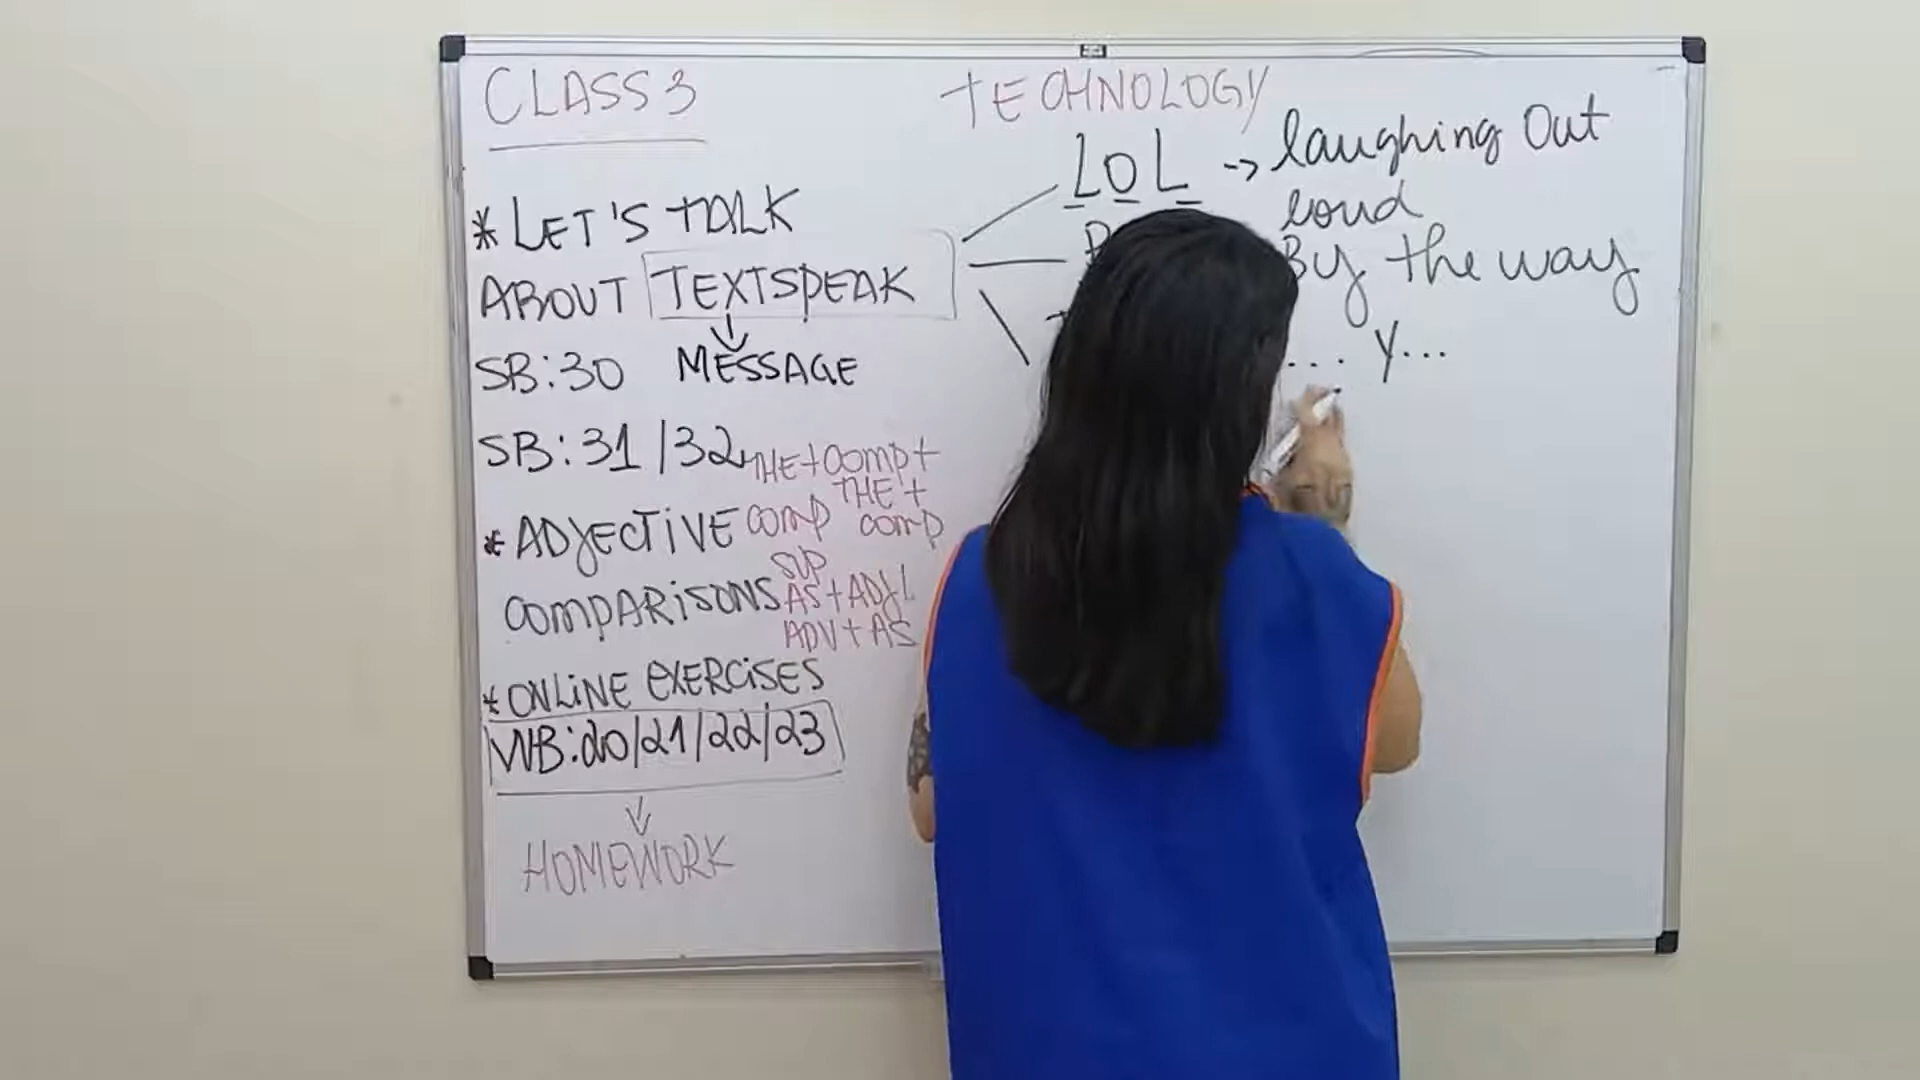 CLASS 3
TECHNOLOGY
* LET'S TALK
ABOUT TEXTSPEAK
MESSAGE
SB:30
SB:31/32
THE + COMP +
THE +
COMP
* ADJECTIVE COMP
COMPARISONS
SUP
AS + ADJ
ADV + AS
* ONLINE EXERCISES
WB:20/21/22/23
HOMEWORK
LOL -> laughing Out
loud
By the way
... Y...